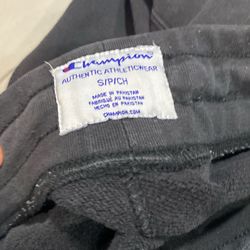 Champion
AUTHENTIC ATHLETICWEAR
S/P/CH
MADE IN PAKISTAN
FABRIQUÉ AU PAKISTAN
HECHO EN PAKISTAN
CHAMPION.COM